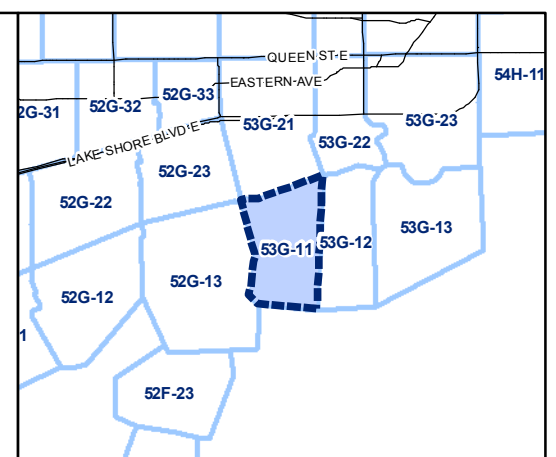 QUEEN ST E
54H-11
EASTERN AVE
52G-33
2G-31
52G-32
53G-21
53G-23
LAKE SHORE BLVD E
53G-22
52G-23
52G-22
53G-13
53G-11
53G-12
52G-13
52G-12
1
52F-23